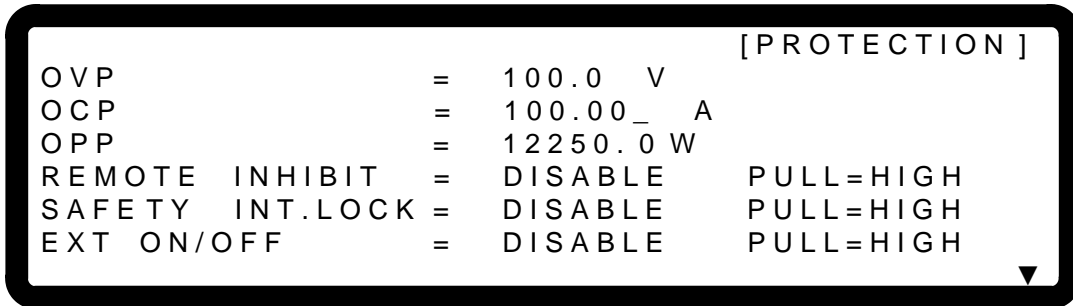 [PROTECTION]
OVP = 100.0 V
OCP = 100.00_ A
OPP = 12250.0 W
REMOTE INHIBIT = DISABLE PULL=HIGH
SAFETY INT.LOCK = DISABLE PULL=HIGH
EXT ON/OFF = DISABLE PULL=HIGH
▼